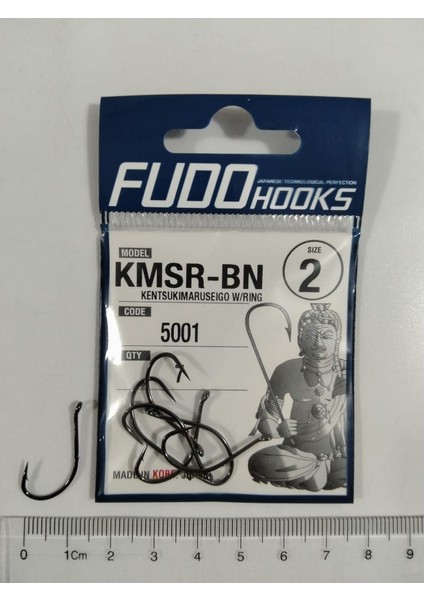 FUDO HOOKS
JAPANESE TECHNOLOGICAL PERFECTION
MODEL
KMSR-BN
KENTSUKIMARUSEIGO W/RING
SIZE
2
CODE
5001
QTY
7
MADE IN KOBE, JAPAN
0 1Cm 2 3 4 5 6 7 8 9